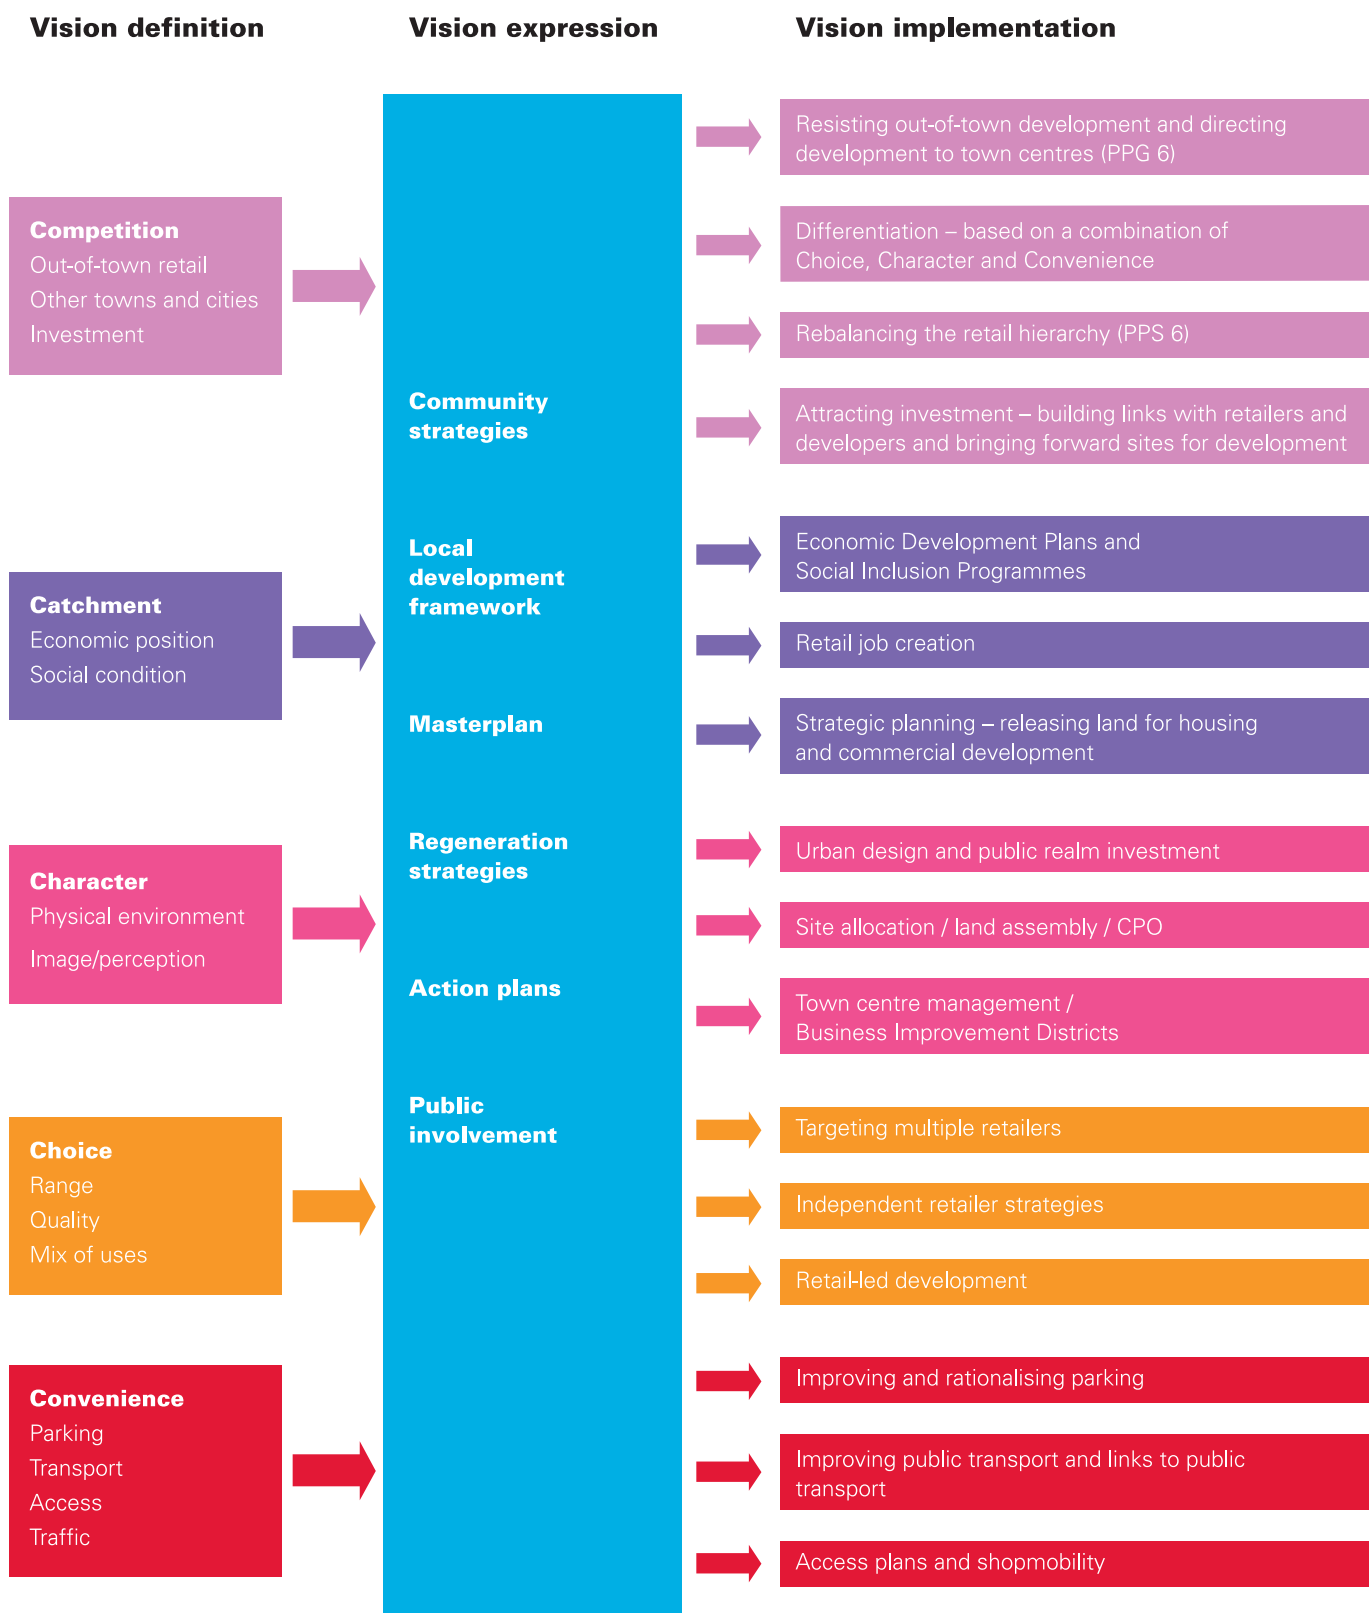 Vision definition
Vision expression
Vision implementation
Competition
Out-of-town retail
Other towns and cities
Investment
Catchment
Economic position
Social condition
Character
Physical environment
Image/perception
Choice
Range
Quality
Mix of uses
Convenience
Parking
Transport
Access
Traffic
Community
strategies
Local
development
framework
Masterplan
Regeneration
strategies
Action plans
Public
involvement
Resisting out-of-town development and directing
development to town centres (PPG 6)
Differentiation – based on a combination of
Choice, Character and Convenience
Rebalancing the retail hierarchy (PPS 6)
Attracting investment – building links with retailers and
developers and bringing forward sites for development
Economic Development Plans and
Social Inclusion Programmes
Retail job creation
Strategic planning – releasing land for housing
and commercial development
Urban design and public realm investment
Site allocation / land assembly / CPO
Town centre management /
Business Improvement Districts
Targeting multiple retailers
Independent retailer strategies
Retail-led development
Improving and rationalising parking
Improving public transport and links to public
transport
Access plans and shopmobility